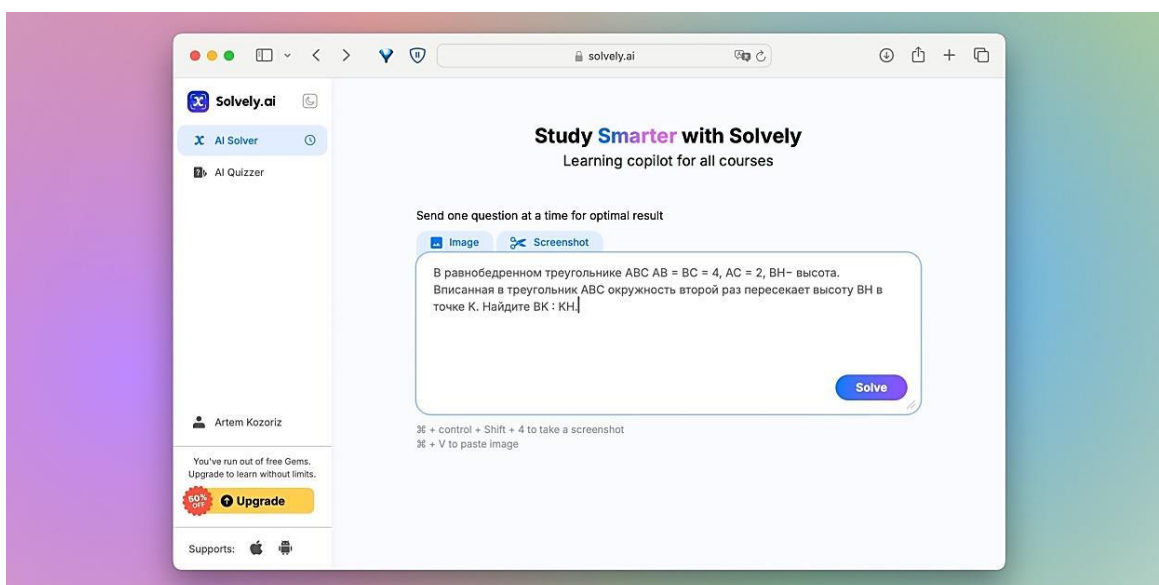 solvely.ai
Solvely.ai
AI Solver
AI Quizzer
Study Smarter with Solvely
Learning copilot for all courses
Send one question at a time for optimal result
Image
Screenshot
В равнобедренном треугольнике ABC AB = BC = 4, AC = 2, BH− высота.
Вписанная в треугольник ABC окружность второй раз пересекает высоту BH в
точке K. Найдите BK : KH.
Solve
⌘ + control + Shift + 4 to take a screenshot
⌘ + V to paste image
Artem Kozoriz
You've run out of free Gems.
Upgrade to learn without limits.
50%
OFF
Upgrade
Supports: